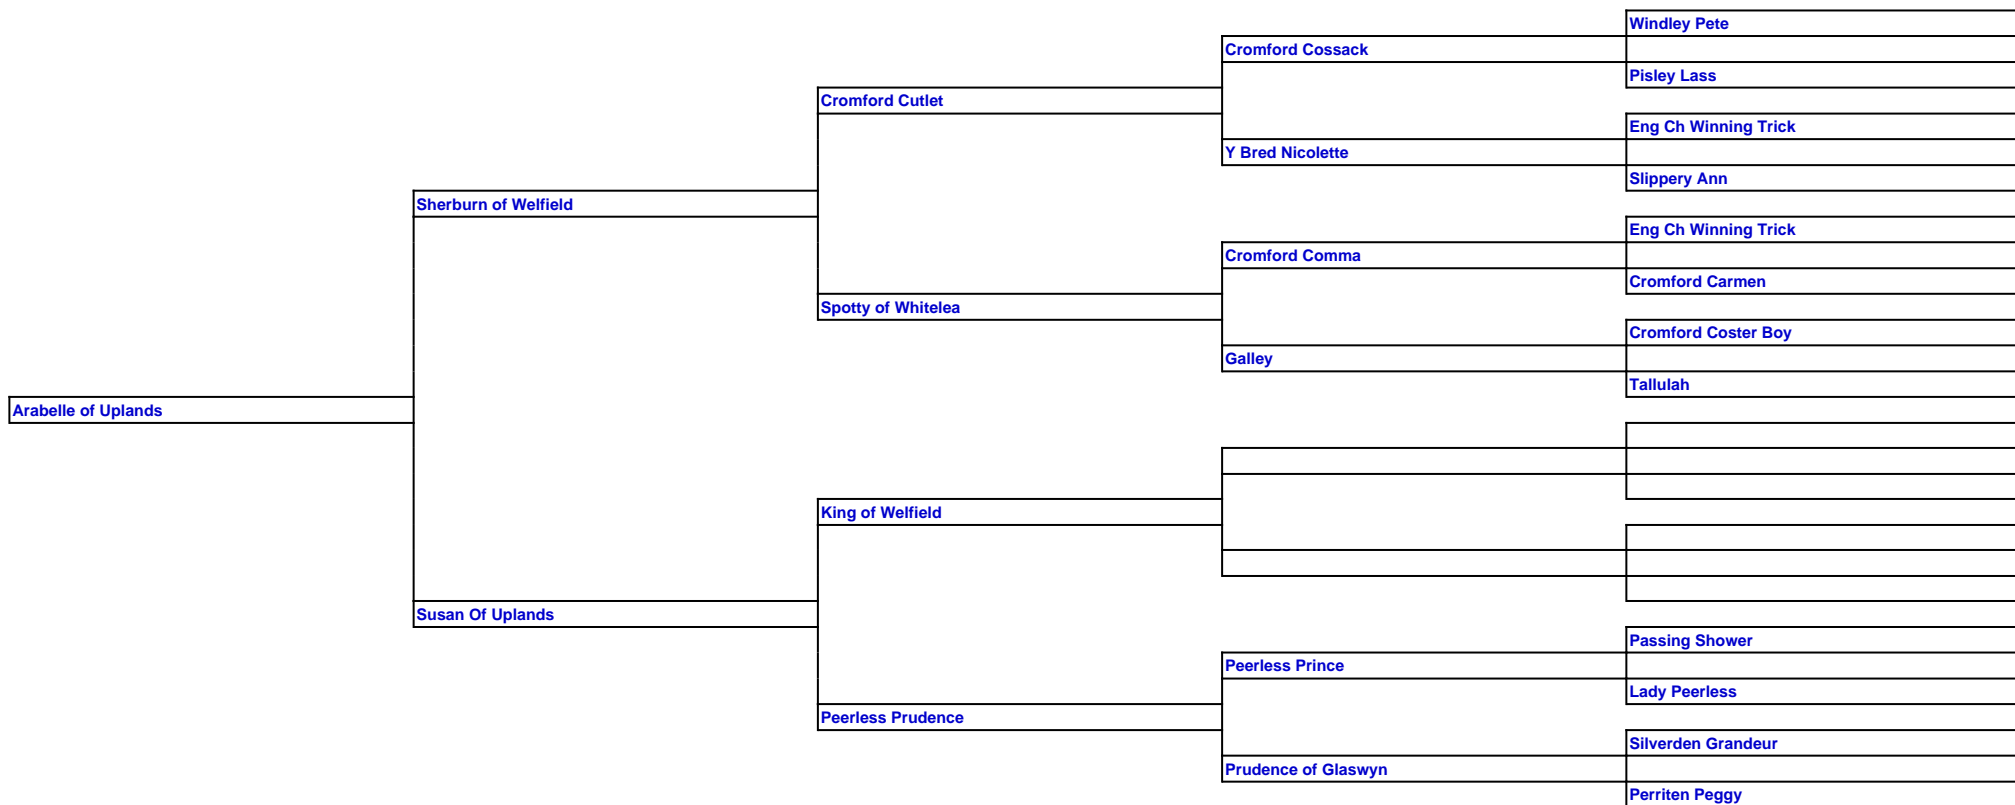 Windley Pete
Cromford Cossack
Pisley Lass
Cromford Cutlet
Eng Ch Winning Trick
Y Bred Nicolette
Slippery Ann
Sherburn of Welfield
Eng Ch Winning Trick
Cromford Comma
Cromford Carmen
Spotty of Whitelea
Cromford Coster Boy
Galley
Tallulah
Arabelle of Uplands
King of Welfield
Susan Of Uplands
Passing Shower
Peerless Prince
Lady Peerless
Peerless Prudence
Silverden Grandeur
Prudence of Glaswyn
Perriten Peggy